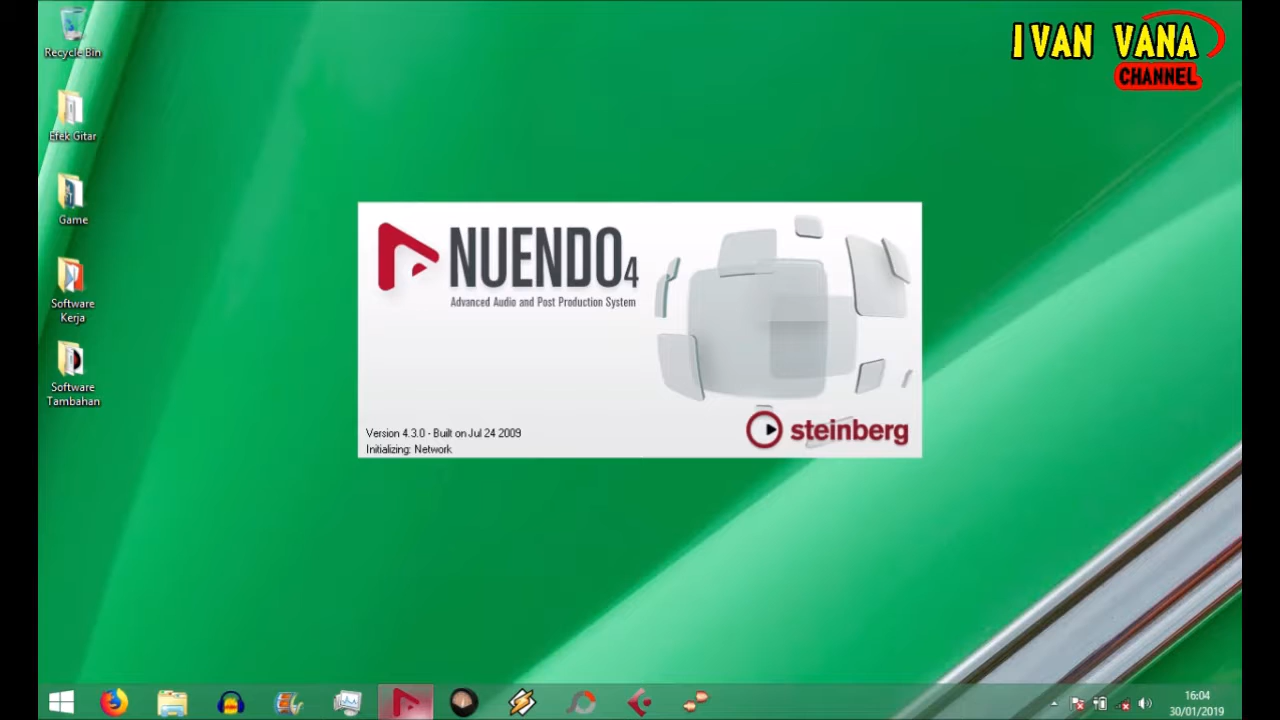 Recycle Bin
Efek Gitar
Game
Software
Kerja
Software
Tambahan
IVAN VANA
CHANNEL
NUENDO4
Advanced Audio and Post Production System
Version 4.3.0 - Built on Jul 24 2009
Initializing: Network
steinberg
16:04
30/01/2019